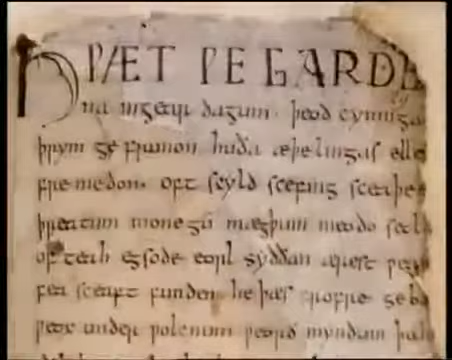 HǷÆT ǷE GARDE
na ingear dagum. þeod cyninga
þrym ge frunon huða æþelingas elle
fremedon. oft scyld scefing sceaþe
þreatum monegū mægþum meodo setl
of teah egsode eorl syððan ærest
fea sceaft funden he þæs frofre geba
ƿeox under ƿolcnum ƿeorð myndum þah